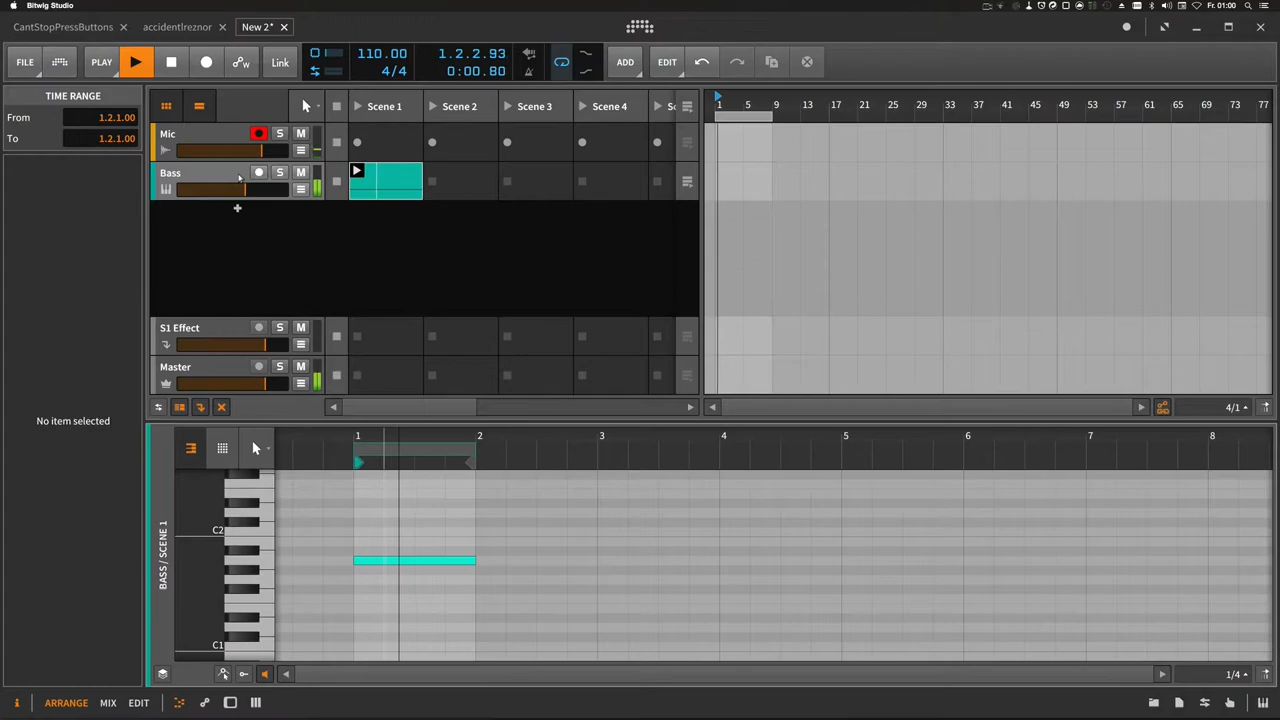 Bitwig Studio
Fr. 01:00
CantStopPressButtons
accidentlreznor
New 2*
FILE
PLAY
Link
110.00
4/4
1.2.2.93
0:00.80
ADD
EDIT
TIME RANGE
From 1.2.1.00
To 1.2.1.00
No item selected
Scene 1
Scene 2
Scene 3
Scene 4
Sc
1 5 9 13 17 21 25 29 33 37 41 45 49 53 57 61 65 69 73 77
Mic
S M
Bass
S M
S1 Effect
S M
Master
S M
4/1
1 2 3 4 5 6 7 8
BASS / SCENE 1
C2
C1
1/4
i
ARRANGE
MIX
EDIT